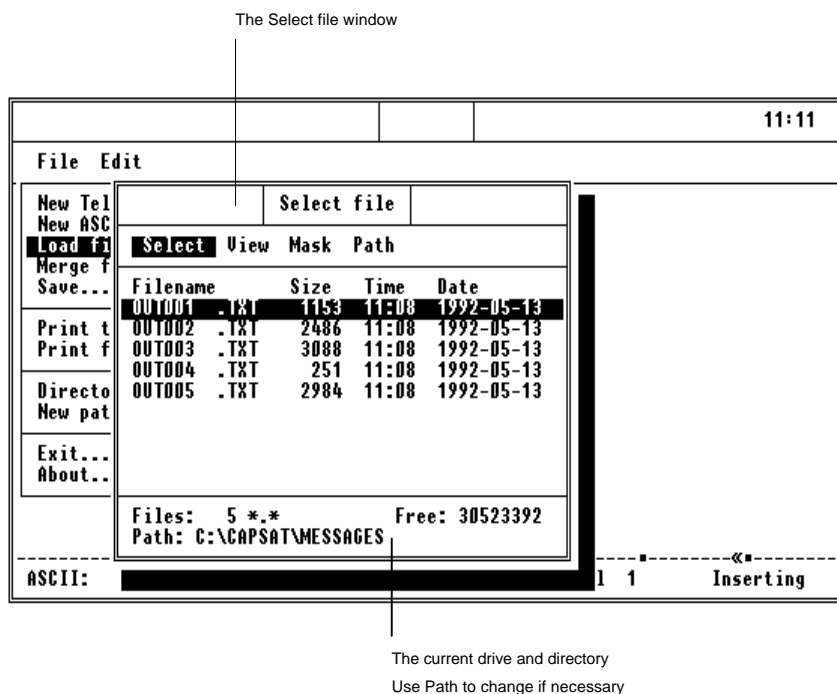 The Select file window
11:11
File Edit
New Tel
New ASC
Load fi
Merge f
Save...
Print t
Print f
Directo
New pat
Exit...
About..
Select file
Select View Mask Path
Filename Size Time Date
OUT001 .TXT 1153 11:08 1992-05-13
OUT002 .TXT 2486 11:08 1992-05-13
OUT003 .TXT 3088 11:08 1992-05-13
OUT004 .TXT 251 11:08 1992-05-13
OUT005 .TXT 2984 11:08 1992-05-13
Files: 5 *.* Free: 30523392
Path: C:\CAPSAT\MESSAGES
ASCII: l 1 Inserting
The current drive and directory
Use Path to change if necessary